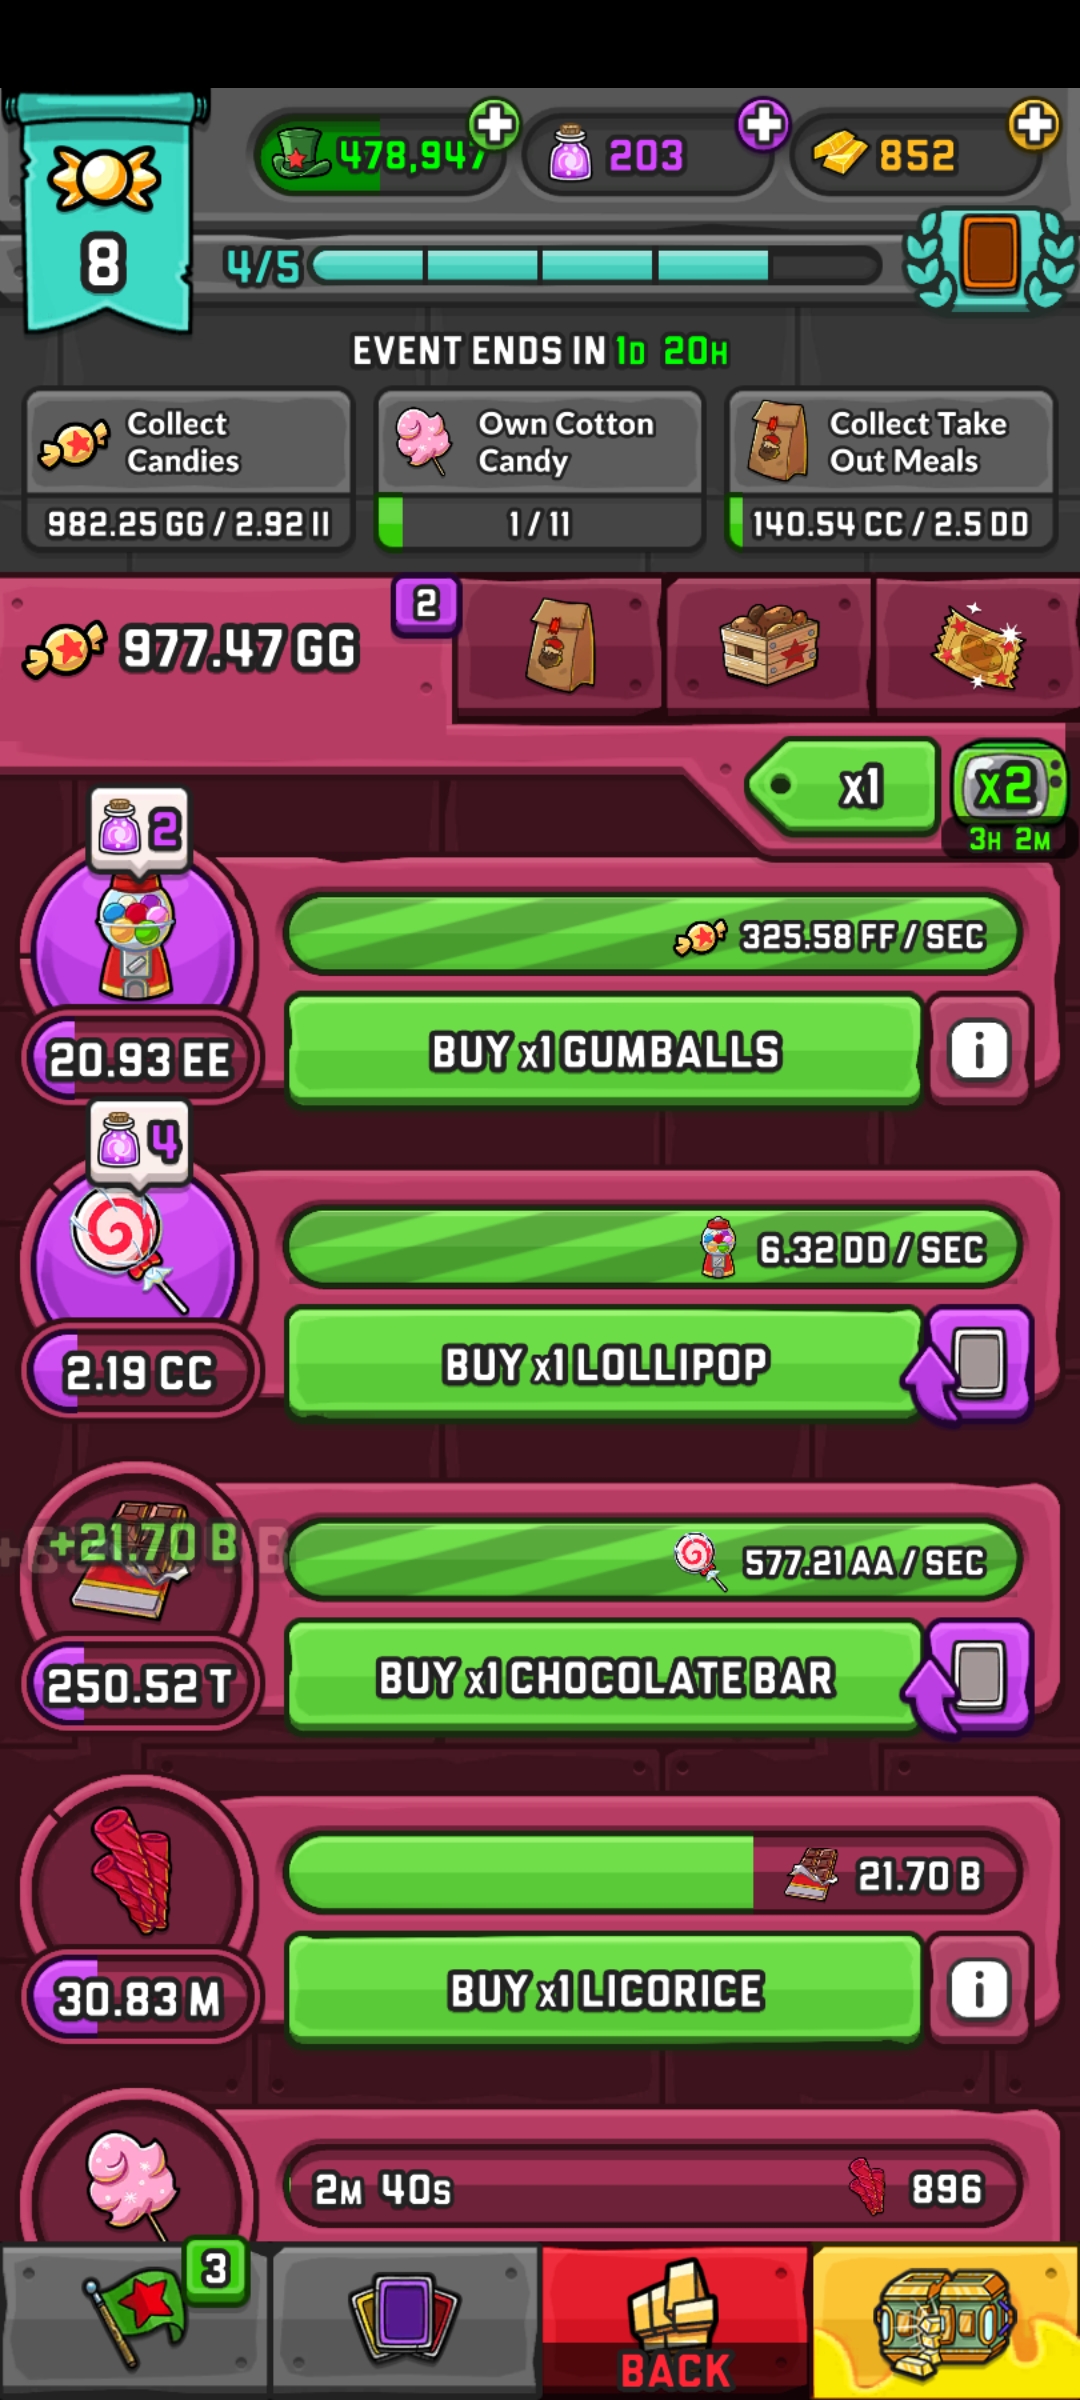 478,947
203
852
8
4/5
EVENT ENDS IN 1D 20H
Collect Candies
982.25 GG / 2.92 II
Own Cotton Candy
1 / 11
Collect Take Out Meals
140.54 CC / 2.5 DD
977.47 GG
2
x1
x2
3H 2M
2
325.58 FF / SEC
20.93 EE
BUY x1 GUMBALLS
i
4
6.32 DD / SEC
2.19 CC
BUY x1 LOLLIPOP
+21.70 B
577.21 AA / SEC
250.52 T
BUY x1 CHOCOLATE BAR
21.70 B
30.83 M
BUY x1 LICORICE
i
2M 40S
896
3
BACK